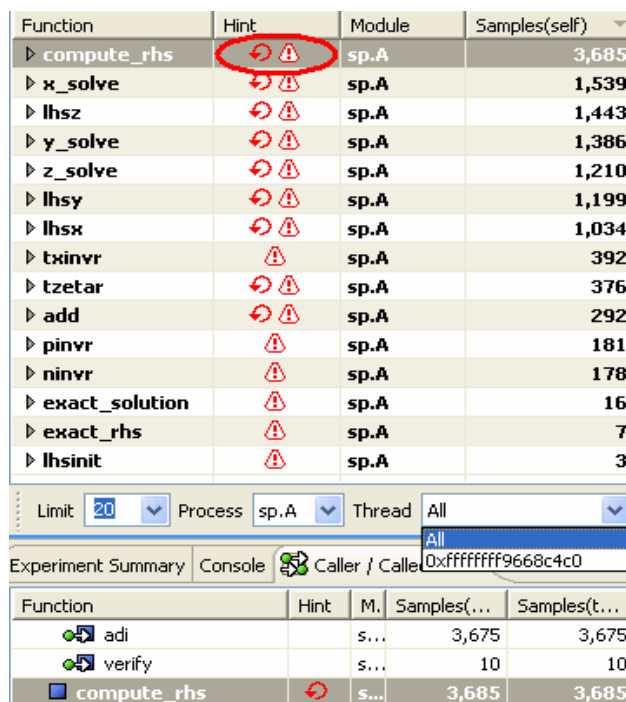 Function Hint Module Samples(self)
compute_rhs sp.A 3,685
x_solve sp.A 1,539
lhsz sp.A 1,443
y_solve sp.A 1,386
z_solve sp.A 1,210
lhsy sp.A 1,199
lhsx sp.A 1,034
txinvr sp.A 392
tzetar sp.A 376
add sp.A 292
pinvr sp.A 181
ninvr sp.A 178
exact_solution sp.A 16
exact_rhs sp.A 7
lhsinit sp.A 3
Limit 20 Process sp.A Thread All
All
Experiment Summary Console Caller / Calle 0xffffffff9668c4c0
Function Hint M. Samples(... Samples(t...
adi s... 3,675 3,675
verify s... 10 10
compute_rhs s... 3,685 3,685